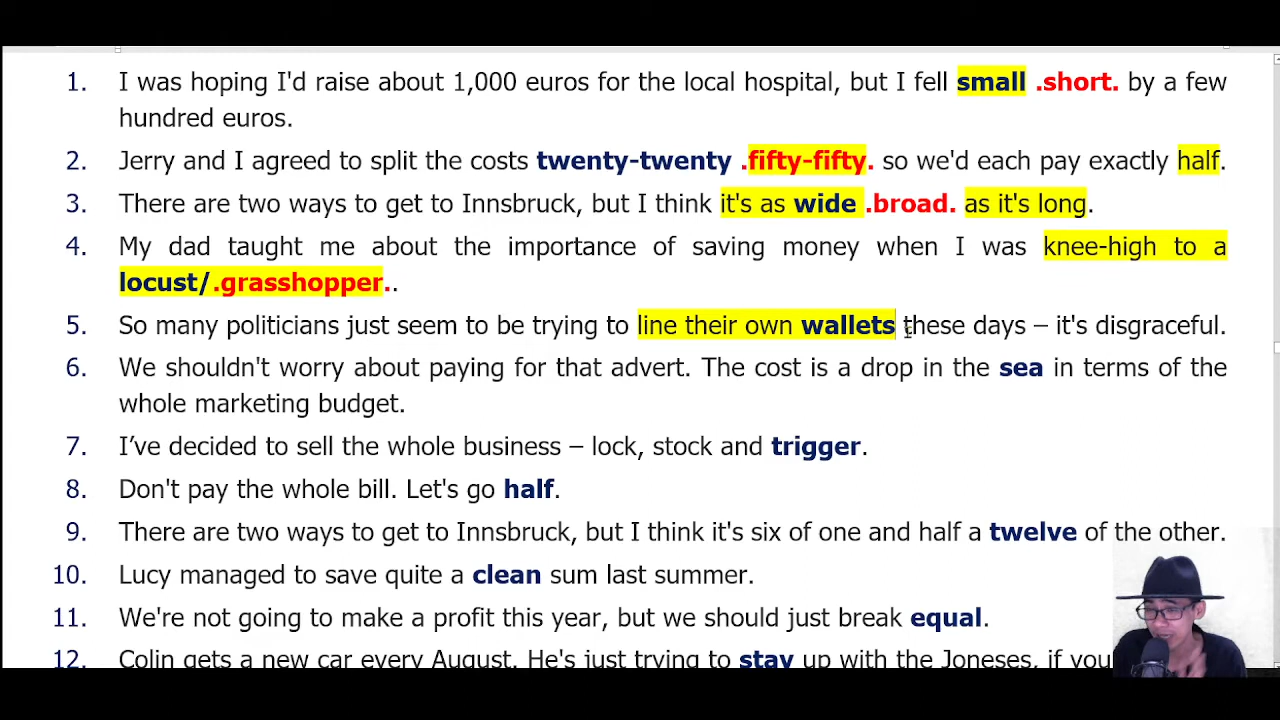 1. I was hoping I'd raise about 1,000 euros for the local hospital, but I fell small .short. by a few
hundred euros.
2. Jerry and I agreed to split the costs twenty-twenty .fifty-fifty. so we'd each pay exactly half.
3. There are two ways to get to Innsbruck, but I think it's as wide .broad. as it's long.
4. My dad taught me about the importance of saving money when I was knee-high to a
locust/.grasshopper..
5. So many politicians just seem to be trying to line their own wallets these days – it's disgraceful.
6. We shouldn't worry about paying for that advert. The cost is a drop in the sea in terms of the
whole marketing budget.
7. I’ve decided to sell the whole business – lock, stock and trigger.
8. Don't pay the whole bill. Let's go half.
9. There are two ways to get to Innsbruck, but I think it's six of one and half a twelve of the other.
10. Lucy managed to save quite a clean sum last summer.
11. We're not going to make a profit this year, but we should just break equal.
12. Colin gets a new car every August. He's just trying to stay up with the Joneses, if you